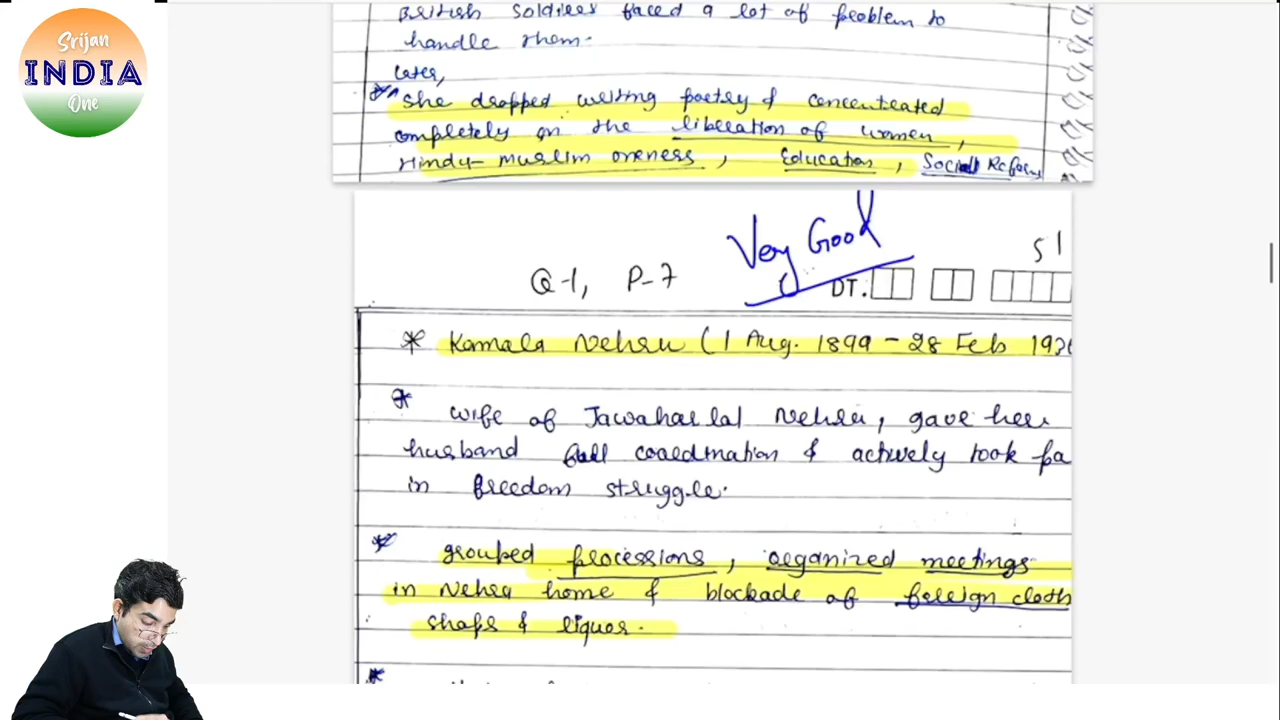 Srijan
INDIA
One
British soldiers faced a lot of problem to
handle them.
later,
* She dropped writing poetry & concentrated
completely on the liberation of women,
Hindu-Muslim oneness, Education, Social Reform
Very Good
51
Q-1, P-7
DT.
* Kamala Nehru (1 Aug. 1899 - 28 Feb 193
* wife of Jawaharlal Nehru, gave her
husband full coordination & actively took pa
in freedom struggle.
* grouped processions, organized meetings
in Nehru home & blockade of foreign cloth
shops & liquor.
*